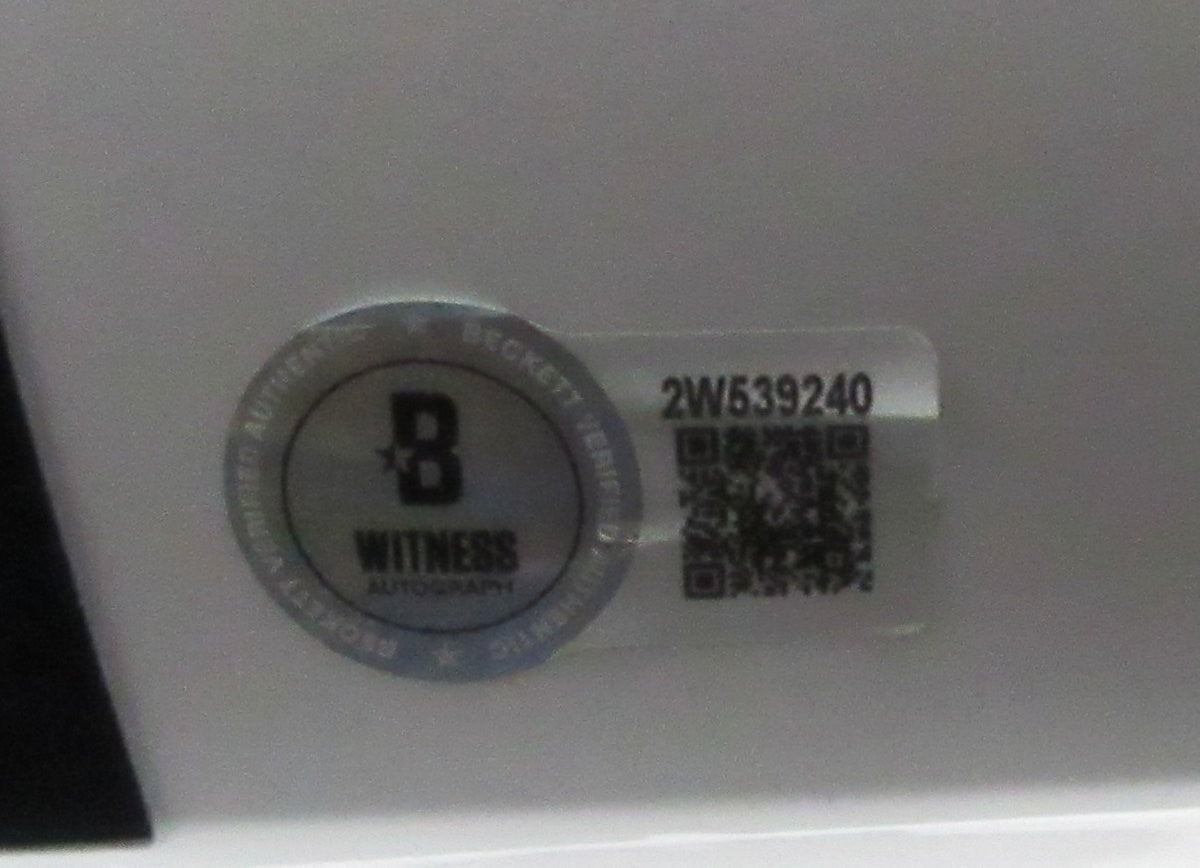 BECKETT VERIFIED AUTHENTIC
BECKETT VERIFIED AUTHENTIC
B
WITNESS
AUTOGRAPH
2W539240